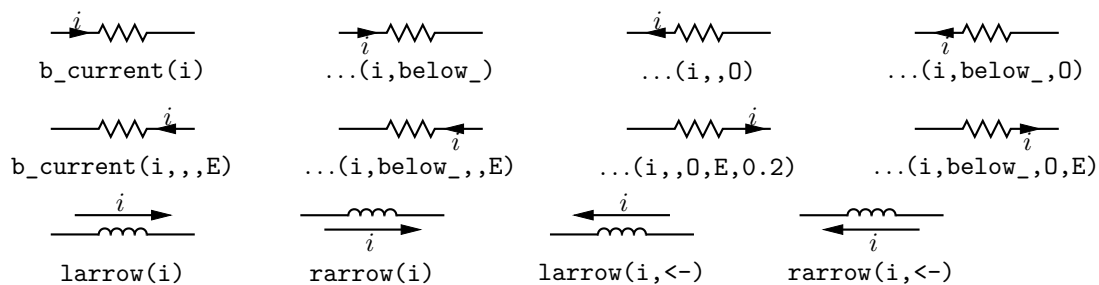 i i i i
b_current(i) ...(i,below_) ...(i,,O) ...(i,below_,O)
i i i i
b_current(i,,,E) ...(i,below_,,E) ...(i,,O,E,0.2) ...(i,below_,O,E)
i i i i
larrow(i) rarrow(i) larrow(i,<-) rarrow(i,<-)